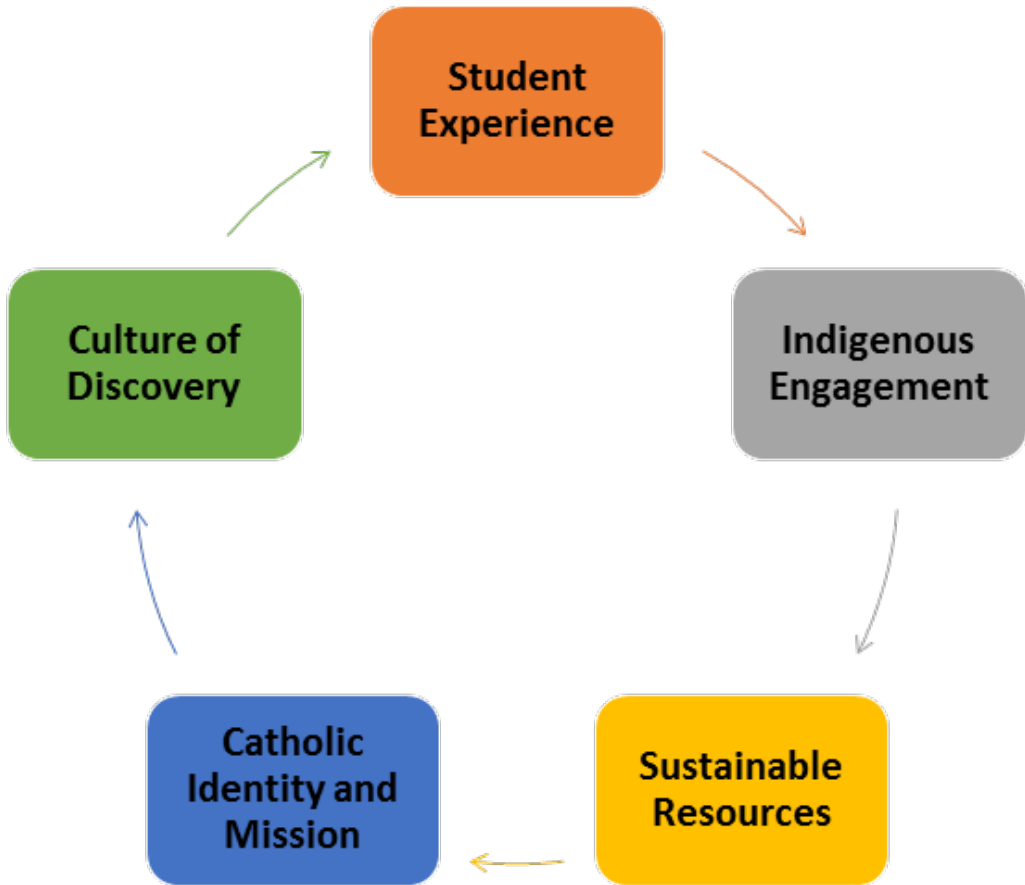 Student
Experience
Indigenous
Engagement
Sustainable
Resources
Catholic
Identity and
Mission
Culture of
Discovery